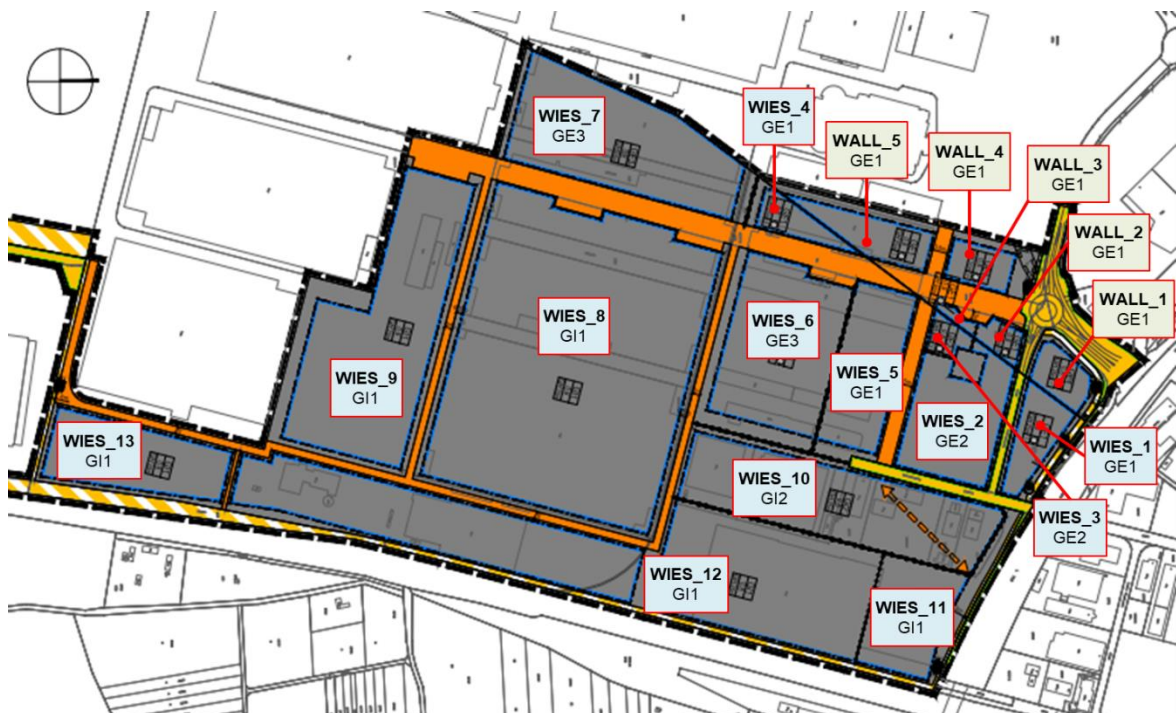 WIES_7
GE3
WIES_4
GE1
WALL_5
GE1
WALL_4
GE1
WALL_3
GE1
WALL_2
GE1
WALL_1
GE1
WIES_8
GI1
WIES_6
GE3
WIES_9
GI1
WIES_5
GE1
WIES_2
GE2
WIES_1
GE1
WIES_13
GI1
WIES_10
GI2
WIES_3
GE2
WIES_12
GI1
WIES_11
GI1